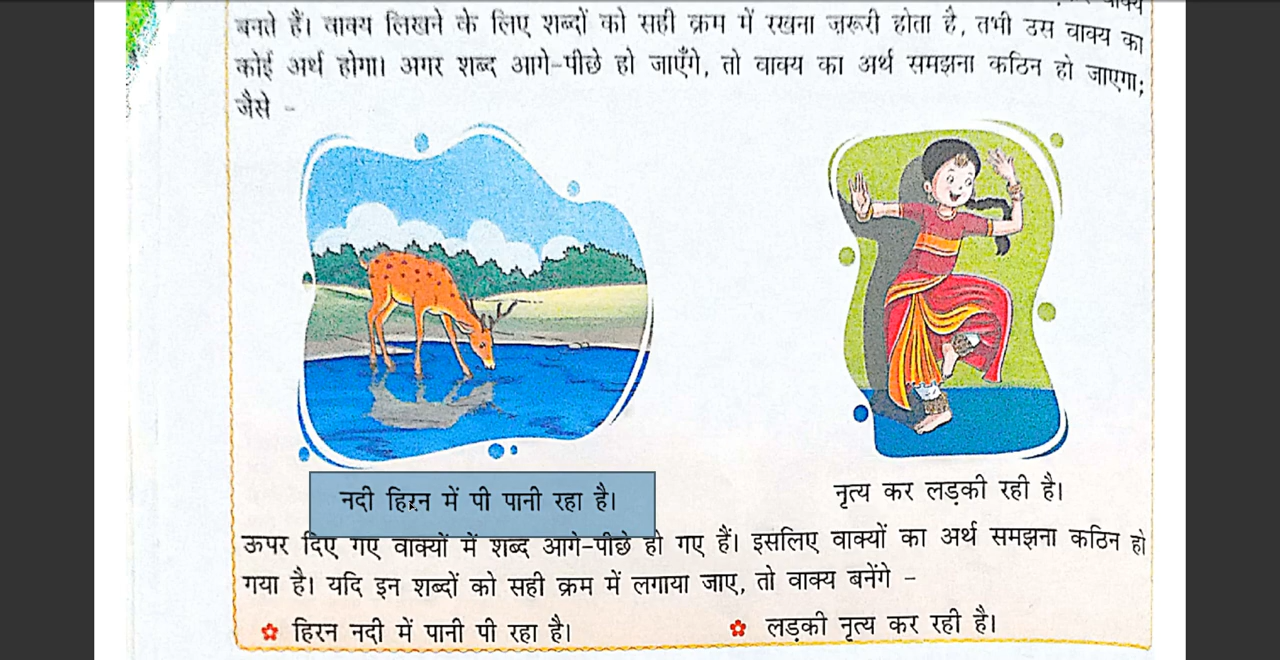 बनते हैं। वाक्य लिखने के लिए शब्दों को सही क्रम में रखना ज़रूरी होता है, तभी उस वाक्य का
कोई अर्थ होगा। अगर शब्द आगे-पीछे हो जाएँगे, तो वाक्य का अर्थ समझना कठिन हो जाएगा;
जैसे -
नदी हिरन में पी पानी रहा है।
नृत्य कर लड़की रही है।
ऊपर दिए गए वाक्यों में शब्द आगे-पीछे हो गए हैं। इसलिए वाक्यों का अर्थ समझना कठिन हो
गया है। यदि इन शब्दों को सही क्रम में लगाया जाए, तो वाक्य बनेंगे -
हिरन नदी में पानी पी रहा है।
लड़की नृत्य कर रही है।